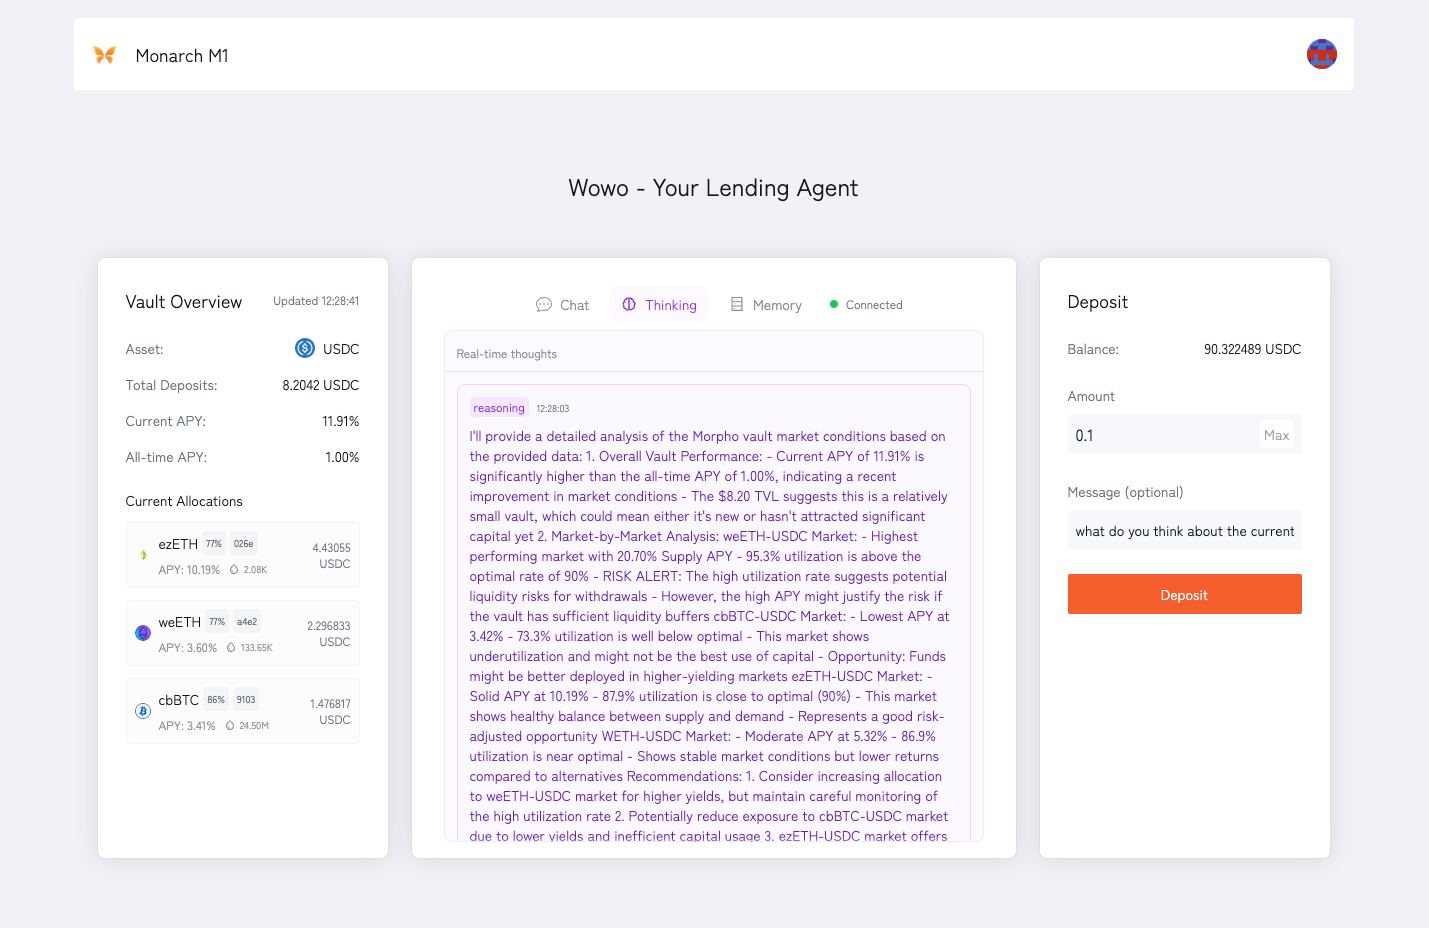 Monarch M1
Wowo - Your Lending Agent
Vault Overview
Updated 12:28:41
Asset:
USDC
Total Deposits:
8.2042 USDC
Current APY:
11.91%
All-time APY:
1.00%
Current Allocations
ezETH 77% 026e
4.43055
USDC
APY: 10.19% 2.08K
weETH 77% a4e2
2.296833
USDC
APY: 3.60% 133.65K
cbBTC 86% 9103
1.476817
USDC
APY: 3.41% 24.50M
Chat
Thinking
Memory
Connected
Real-time thoughts
reasoning 12:28:03
I'll provide a detailed analysis of the Morpho vault market conditions based on
the provided data: 1. Overall Vault Performance: - Current APY of 11.91% is
significantly higher than the all-time APY of 1.00%, indicating a recent
improvement in market conditions - The $8.20 TVL suggests this is a relatively
small vault, which could mean either it's new or hasn't attracted significant
capital yet 2. Market-by-Market Analysis: weETH-USDC Market: - Highest
performing market with 20.70% Supply APY - 95.3% utilization is above the
optimal rate of 90% - RISK ALERT: The high utilization rate suggests potential
liquidity risks for withdrawals - However, the high APY might justify the risk if
the vault has sufficient liquidity buffers cbBTC-USDC Market: - Lowest APY at
3.42% - 73.3% utilization is well below optimal - This market shows
underutilization and might not be the best use of capital - Opportunity: Funds
might be better deployed in higher-yielding markets ezETH-USDC Market: -
Solid APY at 10.19% - 87.9% utilization is close to optimal (90%) - This market
shows healthy balance between supply and demand - Represents a good risk-
adjusted opportunity WETH-USDC Market: - Moderate APY at 5.32% - 86.9%
utilization is near optimal - Shows stable market conditions but lower returns
compared to alternatives Recommendations: 1. Consider increasing allocation
to weETH-USDC market for higher yields, but maintain careful monitoring of
the high utilization rate 2. Potentially reduce exposure to cbBTC-USDC market
due to lower yields and inefficient capital usage 3. ezETH-USDC market offers
Deposit
Balance:
90.322489 USDC
Amount
0.1
Max
Message (optional)
what do you think about the current
Deposit